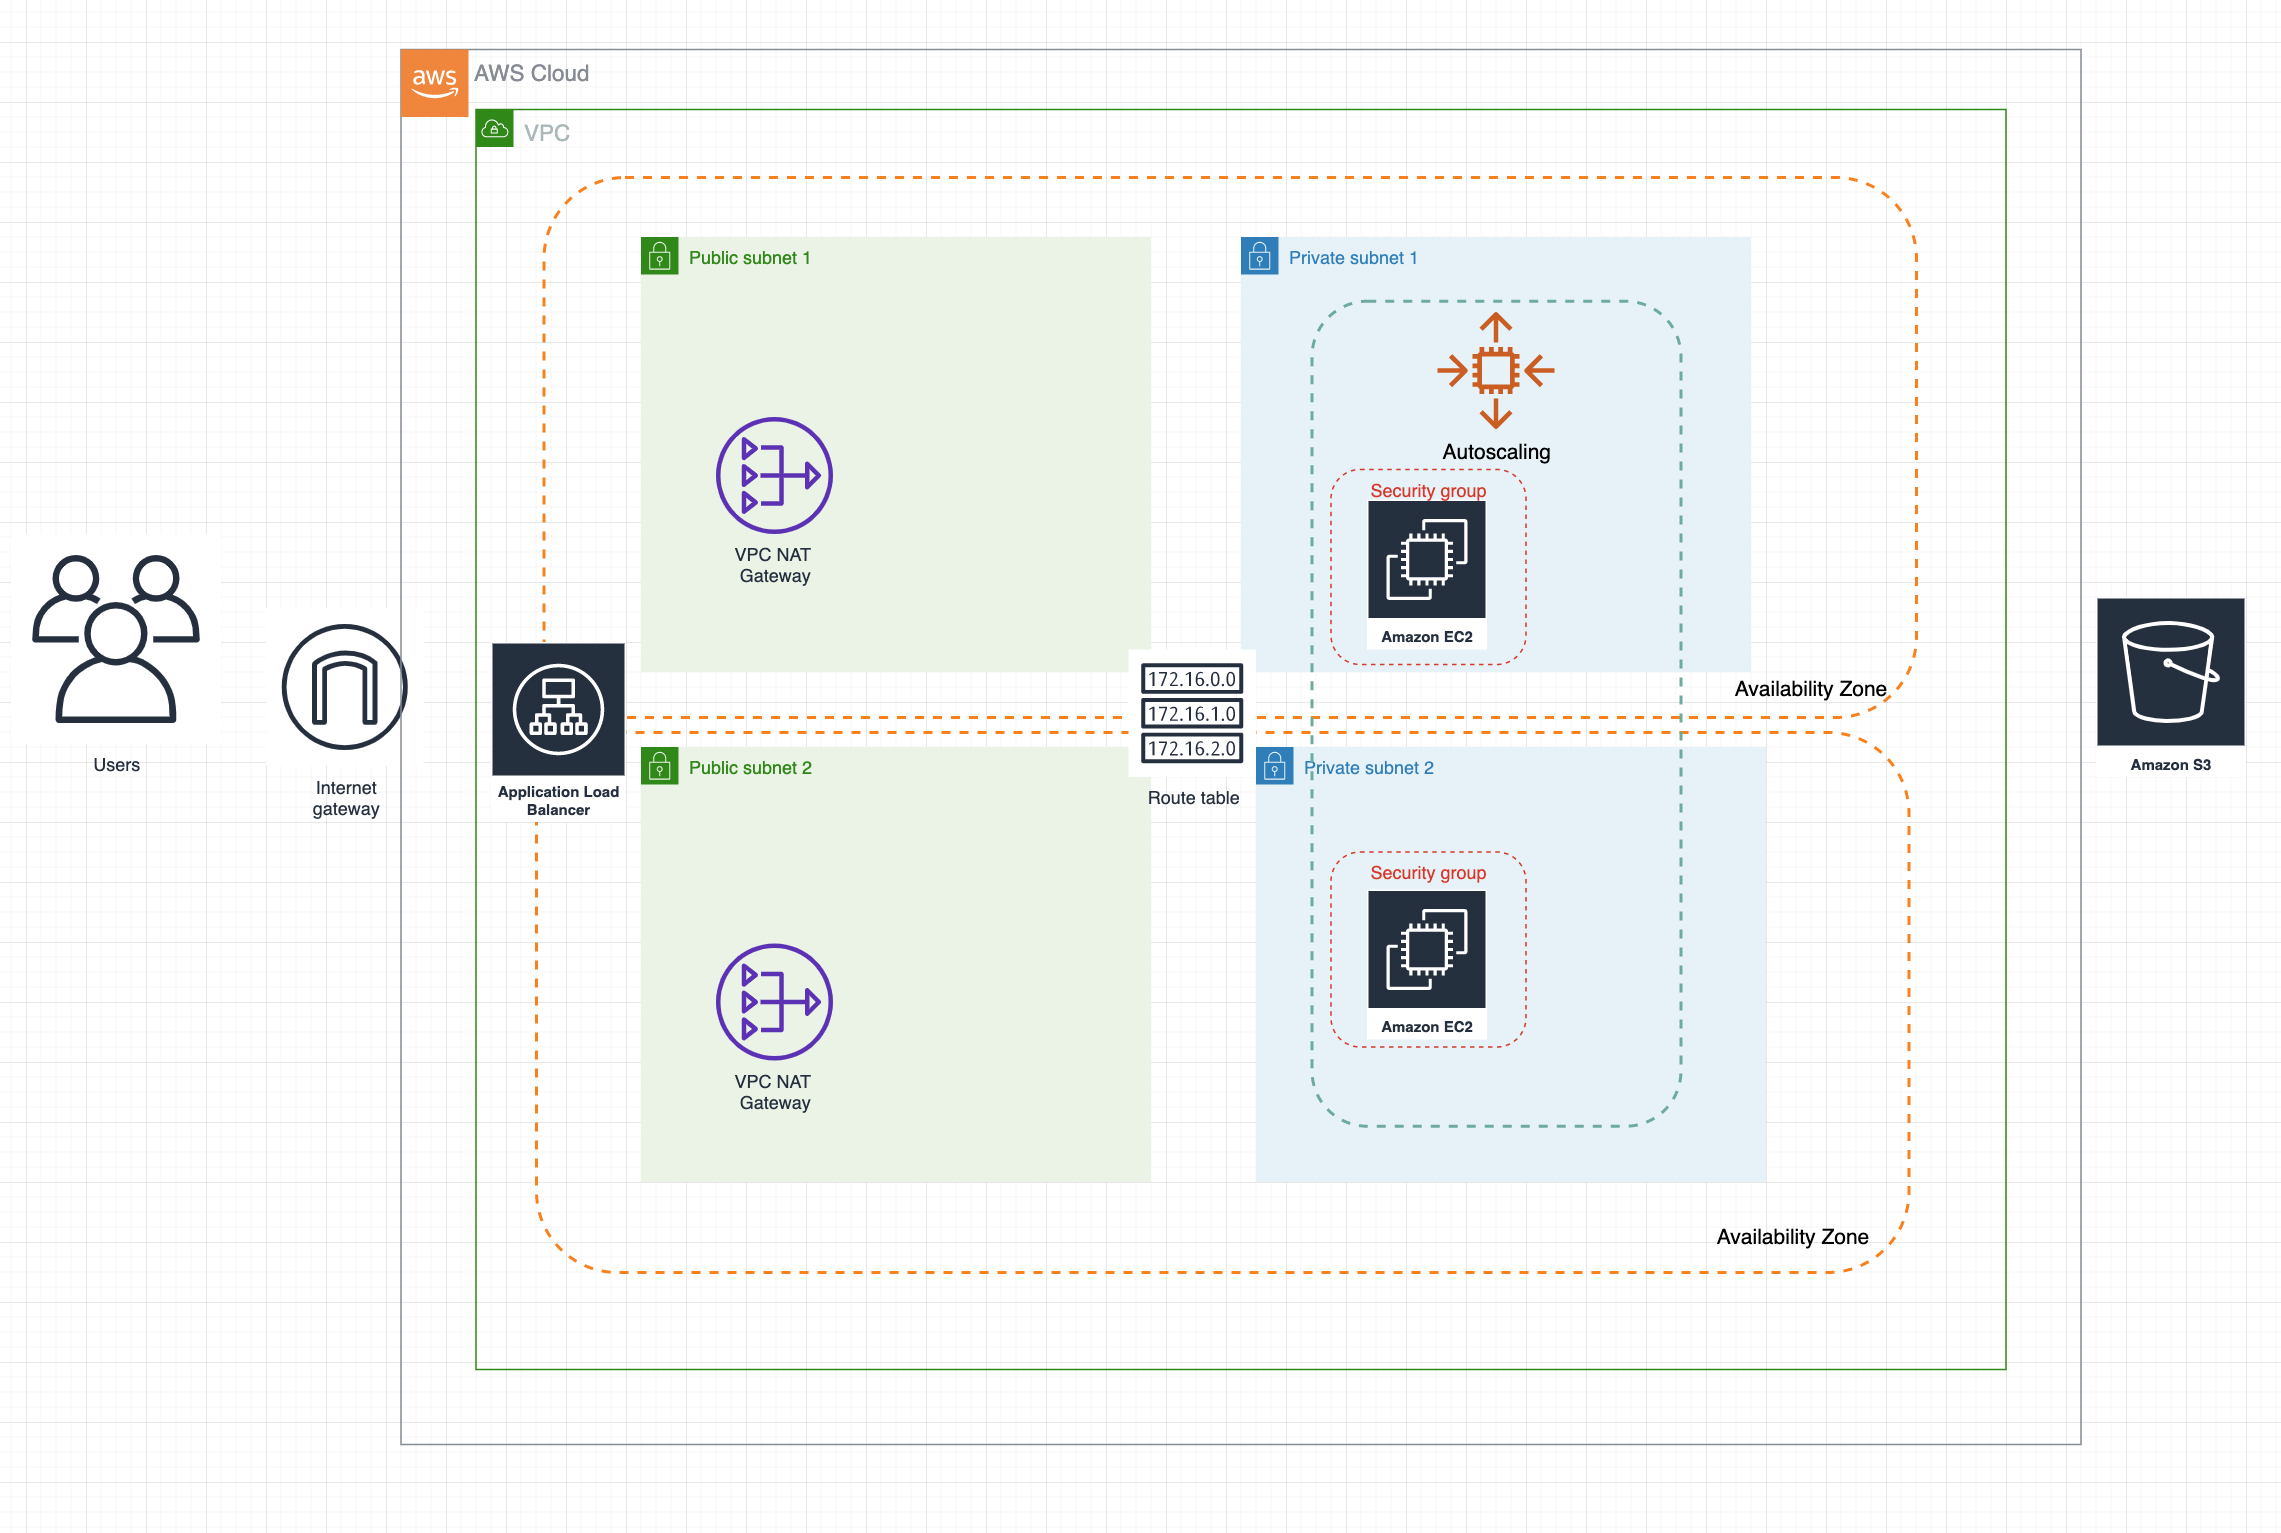 aws
AWS Cloud
VPC
Public subnet 1
Private subnet 1
Autoscaling
Security group
VPC NAT
Gateway
Amazon EC2
172.16.0.0
172.16.1.0
172.16.2.0
Route table
Availability Zone
Users
Internet
gateway
Application Load
Balancer
Amazon S3
Public subnet 2
Private subnet 2
Security group
Amazon EC2
VPC NAT
Gateway
Availability Zone